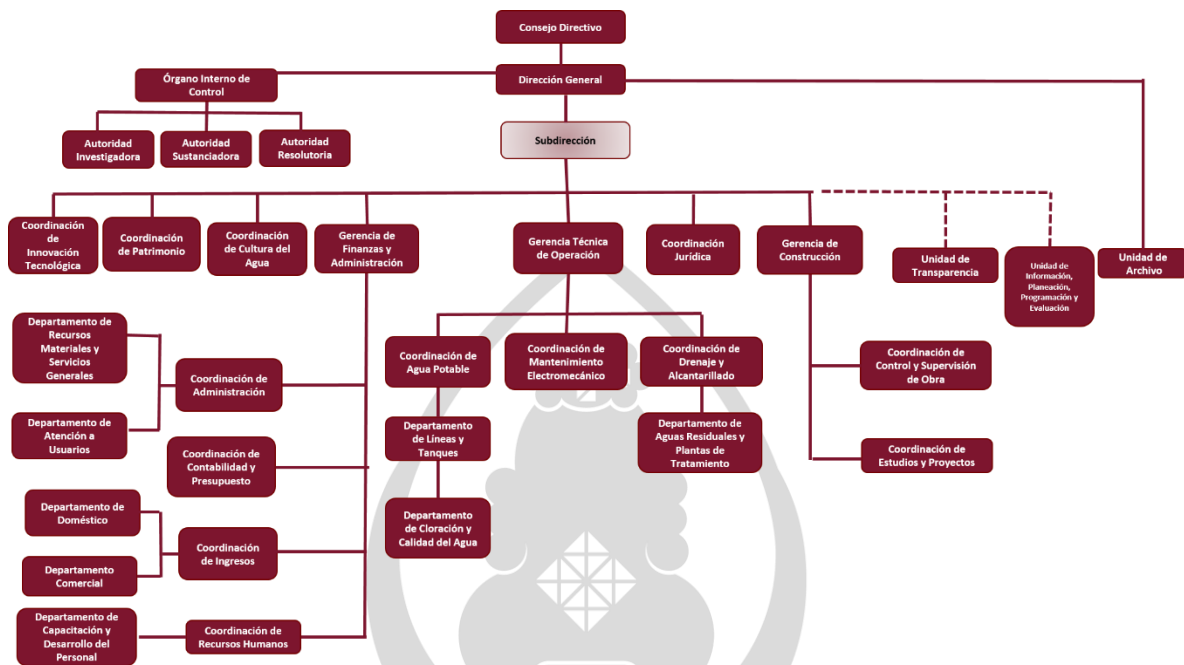 Consejo Directivo
Órgano Interno de
Control
Dirección General
Autoridad
Investigadora
Autoridad
Sustanciadora
Autoridad
Resolutoria
Subdirección
Coordinación
de
Innovación
Tecnológica
Coordinación
de Patrimonio
Coordinación
de Cultura del
Agua
Gerencia de
Finanzas y
Administración
Gerencia Técnica
de Operación
Coordinación
Jurídica
Gerencia de
Construcción
Unidad de
Transparencia
Unidad de
Información,
Planeación,
Programación y
Evaluación
Unidad de
Archivo
Departamento de
Recursos
Materiales y
Servicios
Generales
Coordinación de
Administración
Departamento de
Atención a
Usuarios
Coordinación de
Contabilidad y
Presupuesto
Departamento de
Doméstico
Coordinación
de Ingresos
Departamento
Comercial
Departamento de
Capacitación y
Desarrollo del
Personal
Coordinación de
Recursos Humanos
Coordinación de
Agua Potable
Coordinación de
Mantenimiento
Electromecánico
Coordinación de
Drenaje y
Alcantarillado
Departamento
de Líneas y
Tanques
Departamento de
Aguas Residuales y
Plantas de
Tratamiento
Departamento
de Cloración y
Calidad del Agua
Coordinación de
Control y Supervisión
de Obra
Coordinación de
Estudios y Proyectos